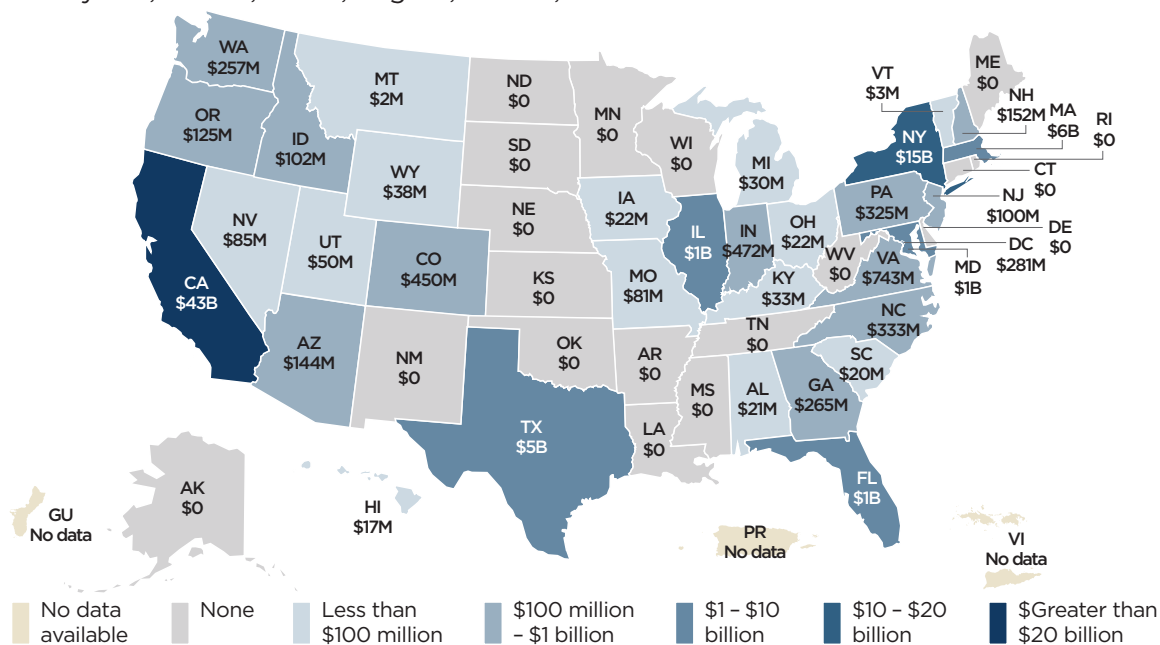 WA
$257M
OR
$125M
ID
$102M
MT
$2M
WY
$38M
NV
$85M
UT
$50M
CO
$450M
CA
$43B
AZ
$144M
NM
$0
ND
$0
SD
$0
NE
$0
KS
$0
OK
$0
TX
$5B
MN
$0
IA
$22M
MO
$81M
AR
$0
LA
$0
WI
$0
IL
$1B
MI
$30M
IN
$472M
OH
$22M
KY
$33M
TN
$0
MS
$0
AL
$21M
GA
$265M
FL
$1B
SC
$20M
NC
$333M
VA
$743M
WV
$0
PA
$325M
NY
$15B
VT
$3M
ME
$0
NH
$152M
MA
$6B
RI
$0
CT
$0
NJ
$100M
DE
$0
DC
$281M
MD
$1B
AK
$0
HI
$17M
GU
No data
PR
No data
VI
No data
No data
available
None
Less than
$100 million
$100 million
– $1 billion
$1 – $10
billion
$10 – $20
billion
$Greater than
$20 billion